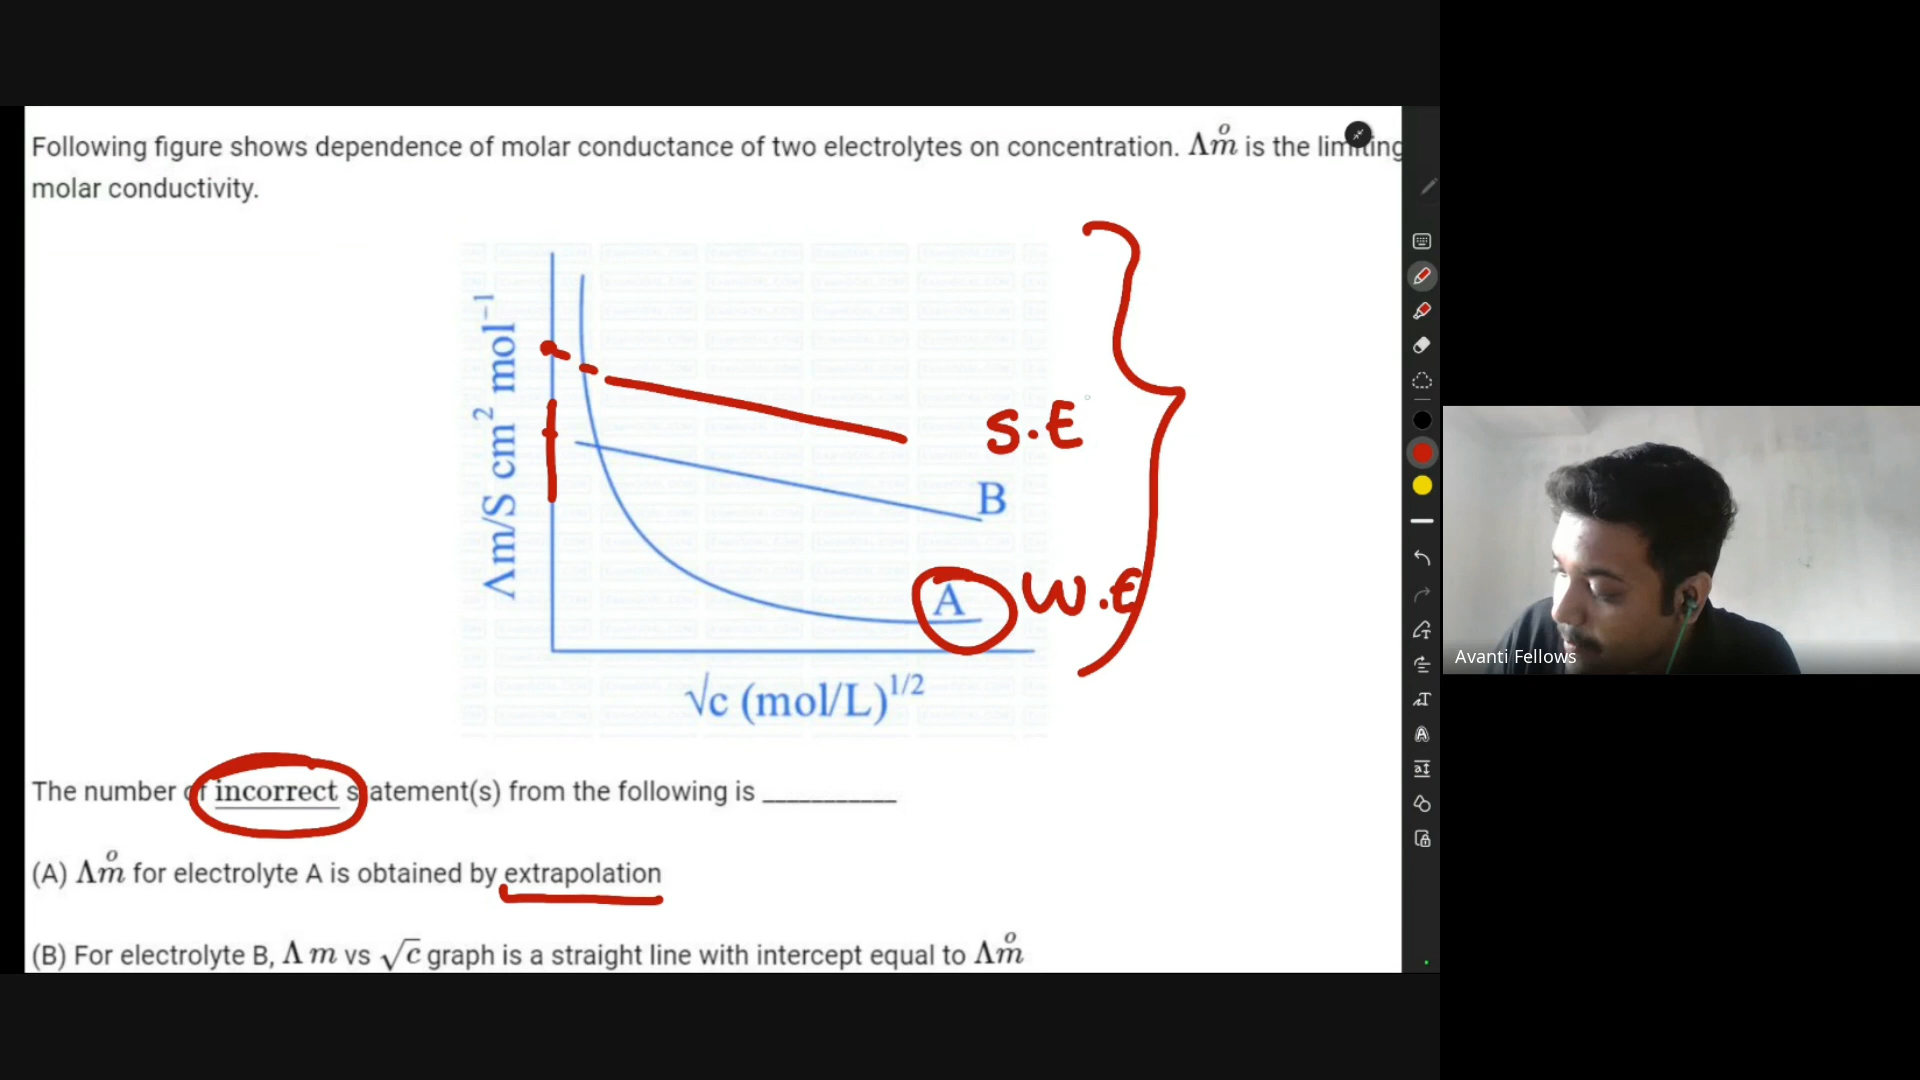 Following figure shows dependence of molar conductance of two electrolytes on concentration. Λm° is the limiting
molar conductivity.
Λm/S cm² mol⁻¹
S.E
B
A
W.E
√c (mol/L)^1/2
The number of incorrect statement(s) from the following is ___________
(A) Λm° for electrolyte A is obtained by extrapolation
(B) For electrolyte B, Λ m vs √c graph is a straight line with intercept equal to Λm°
Avanti Fellows